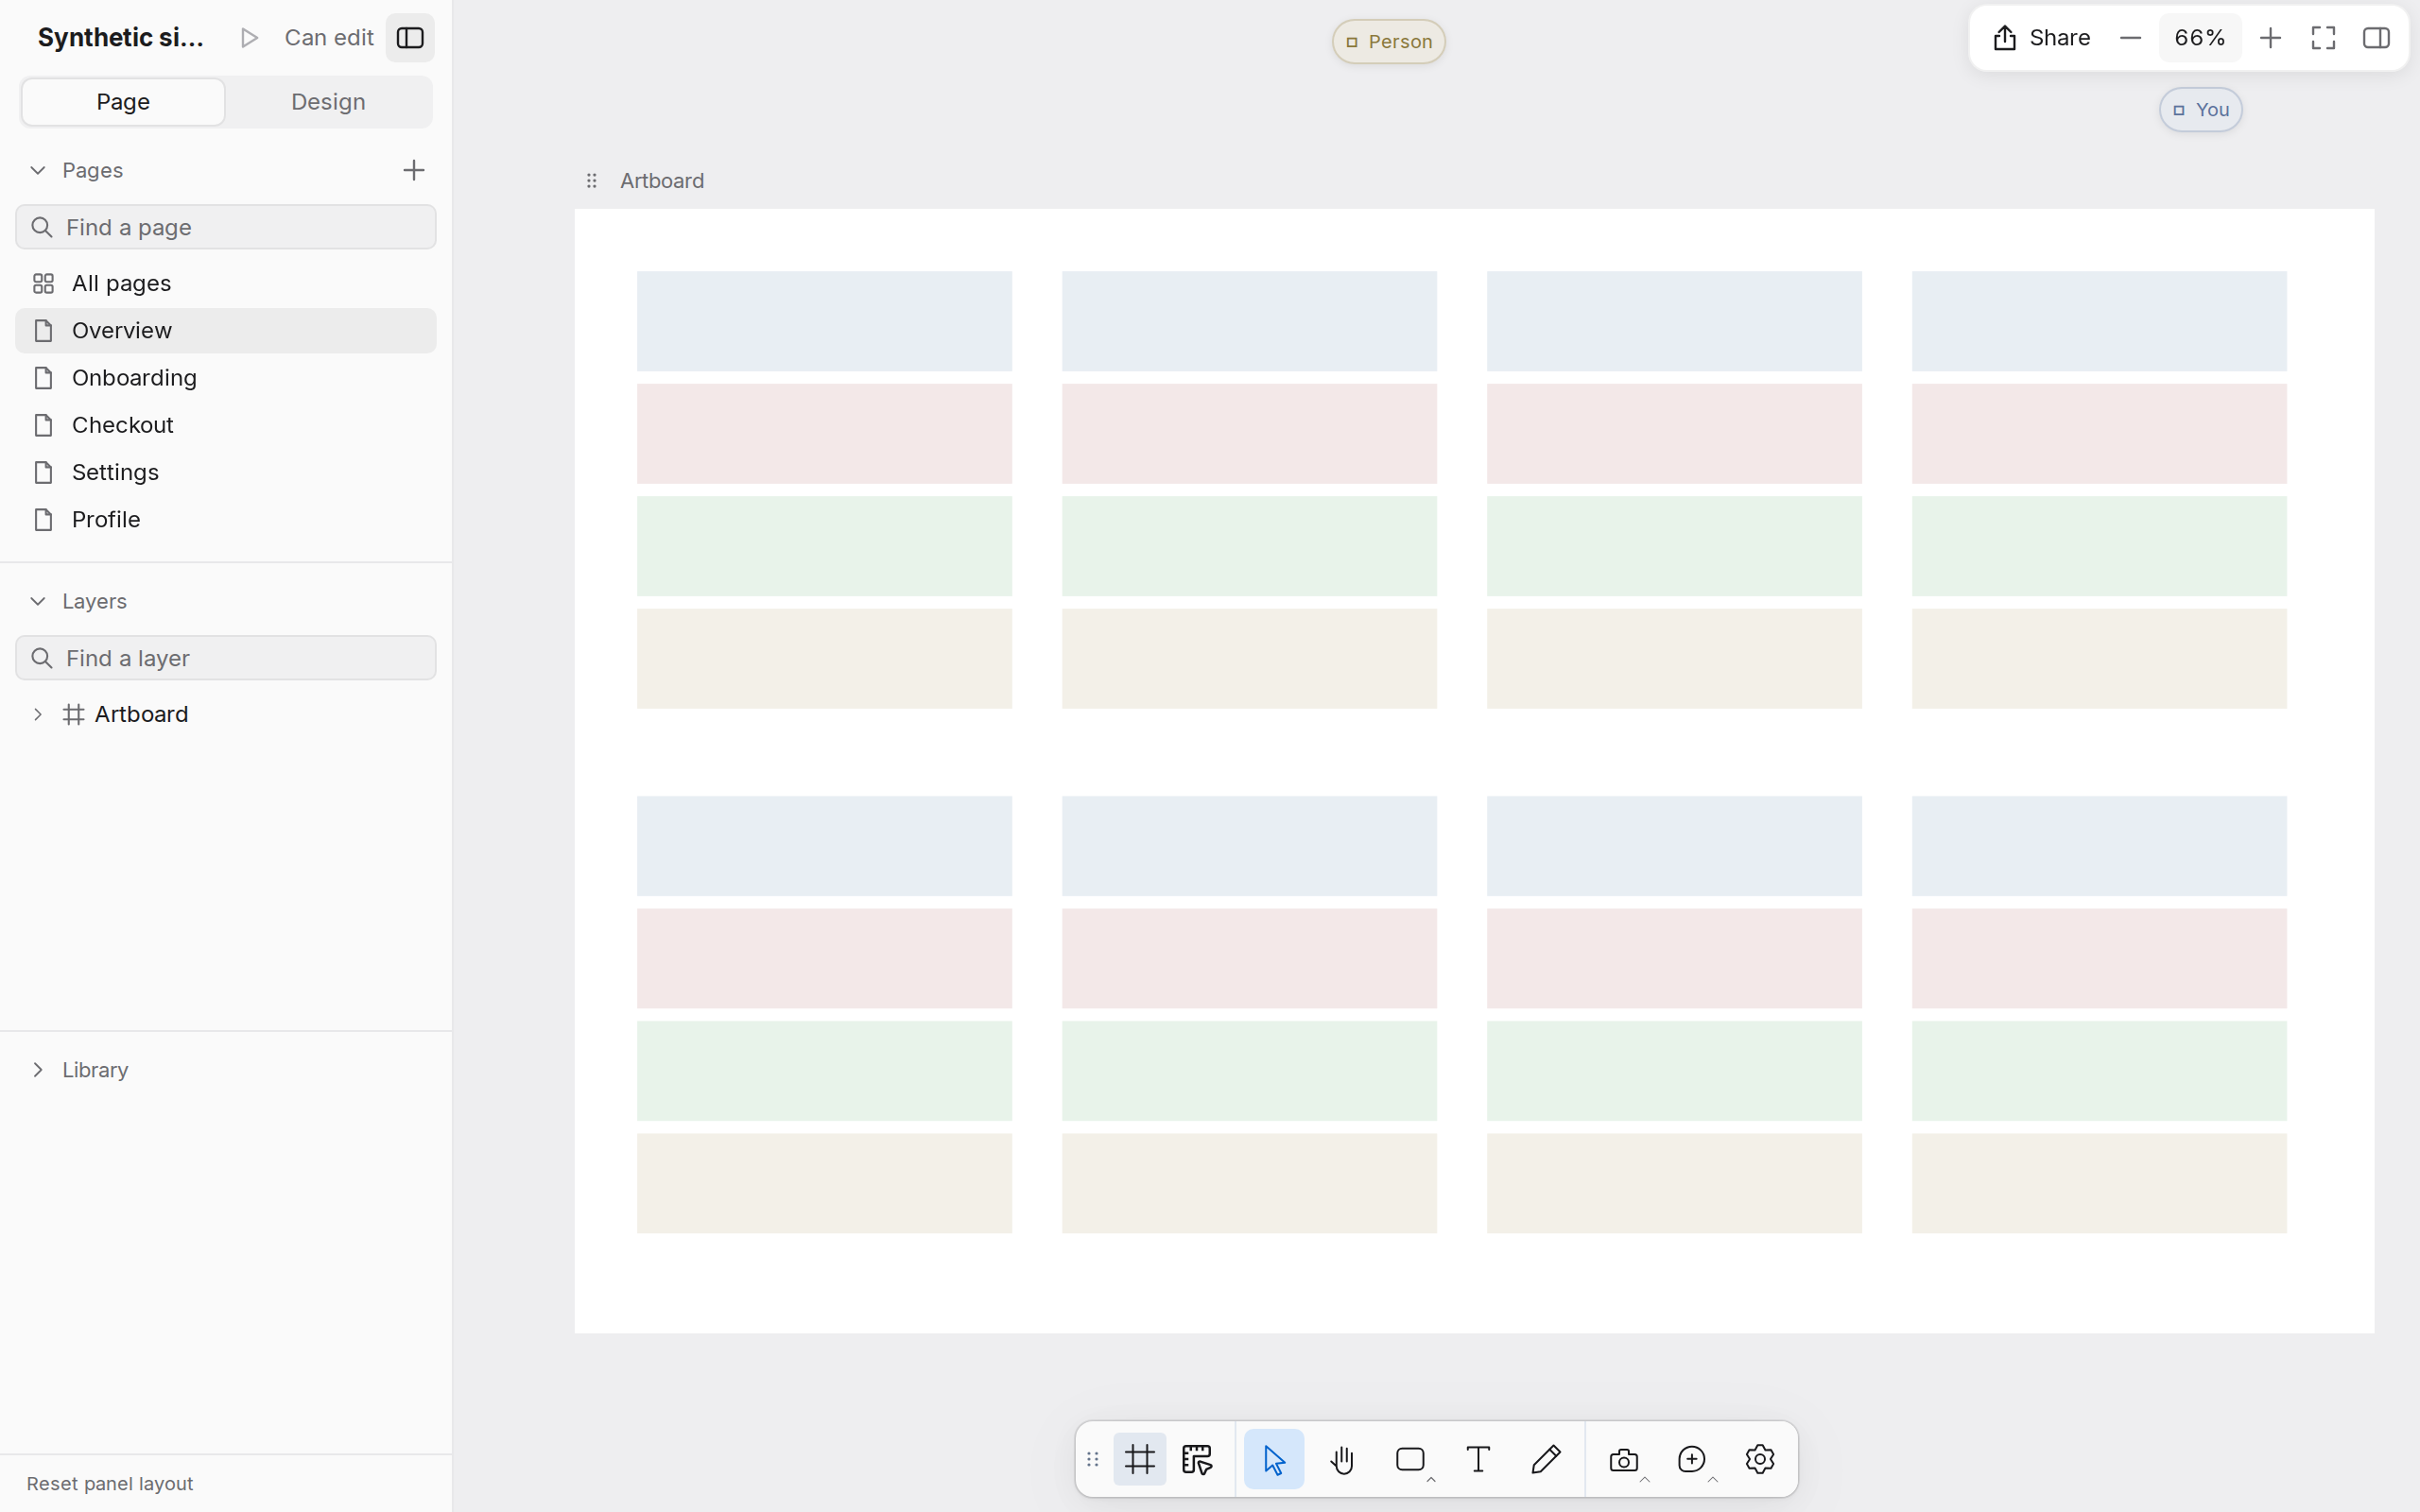 Synthetic si...
Can edit
Page
Design
Pages
Find a page
All pages
Overview
Onboarding
Checkout
Settings
Profile
Layers
Find a layer
Artboard
Library
Reset panel layout
Person
Share
66%
You
Artboard